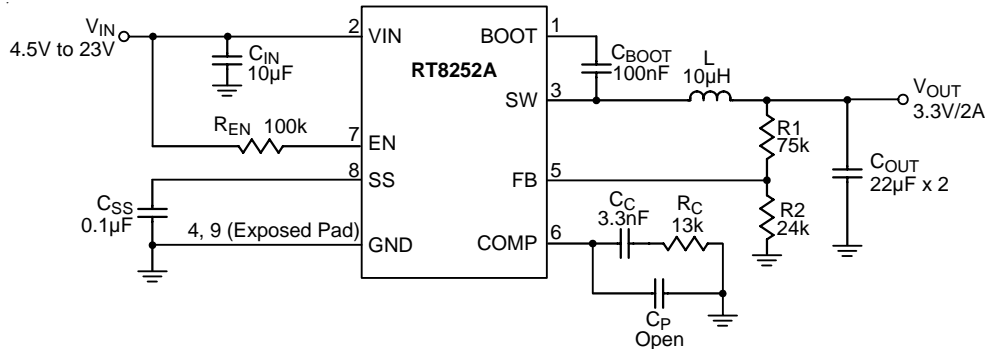 VIN
4.5V to 23V
CIN
10µF
REN 100k
CSS
0.1µF
4, 9 (Exposed Pad)
2
7
8
VIN
EN
SS
GND
RT8252A
BOOT
SW
FB
COMP
1
3
5
6
CBOOT
100nF
L
10µH
VOUT
3.3V/2A
R1
75k
COUT
22µF x 2
R2
24k
CC
3.3nF
RC
13k
CP
Open